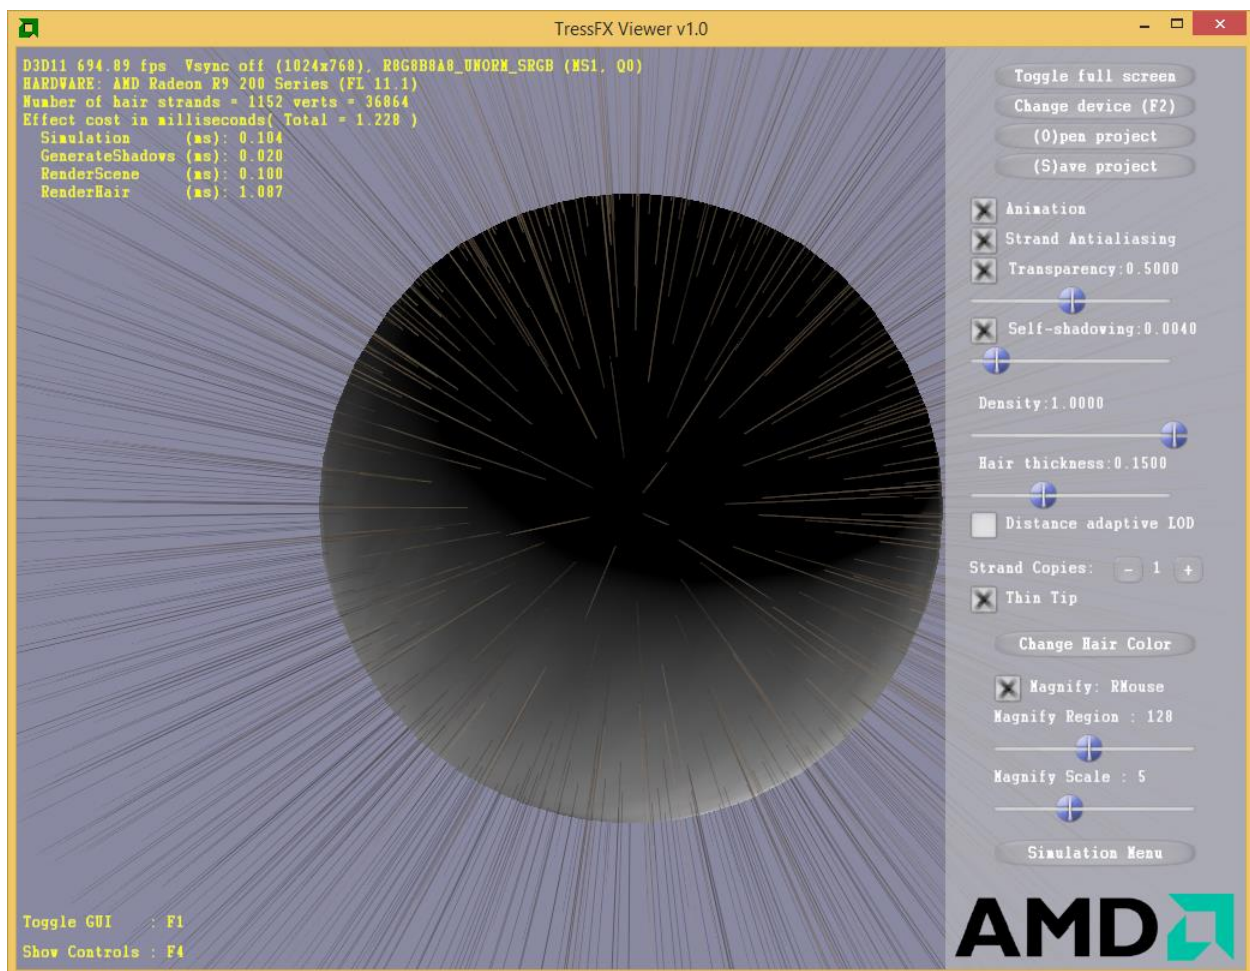 TressFX Viewer v1.0
D3D11 694.89 fps Vsync off (1024x768), R8G8B8A8_UNORM_SRGB (MS1, Q0)
HARDWARE: AMD Radeon R9 200 Series (FL 11.1)
Number of hair strands = 1152 verts = 36864
Effect cost in milliseconds( Total = 1.228 )
Simulation (ms): 0.104
GenerateShadows (ms): 0.020
RenderScene (ms): 0.100
RenderHair (ms): 1.087
Toggle GUI : F1
Show Controls : F4
Toggle full screen
Change device (F2)
(O)pen project
(S)ave project
Animation
Strand Antialiasing
Transparency:0.5000
Self-shadowing:0.0040
Density:1.0000
Hair thickness:0.1500
Distance adaptive LOD
Strand Copies: - 1 +
Thin Tip
Change Hair Color
Magnify: RMouse
Magnify Region : 128
Magnify Scale : 5
Simulation Menu
AMD